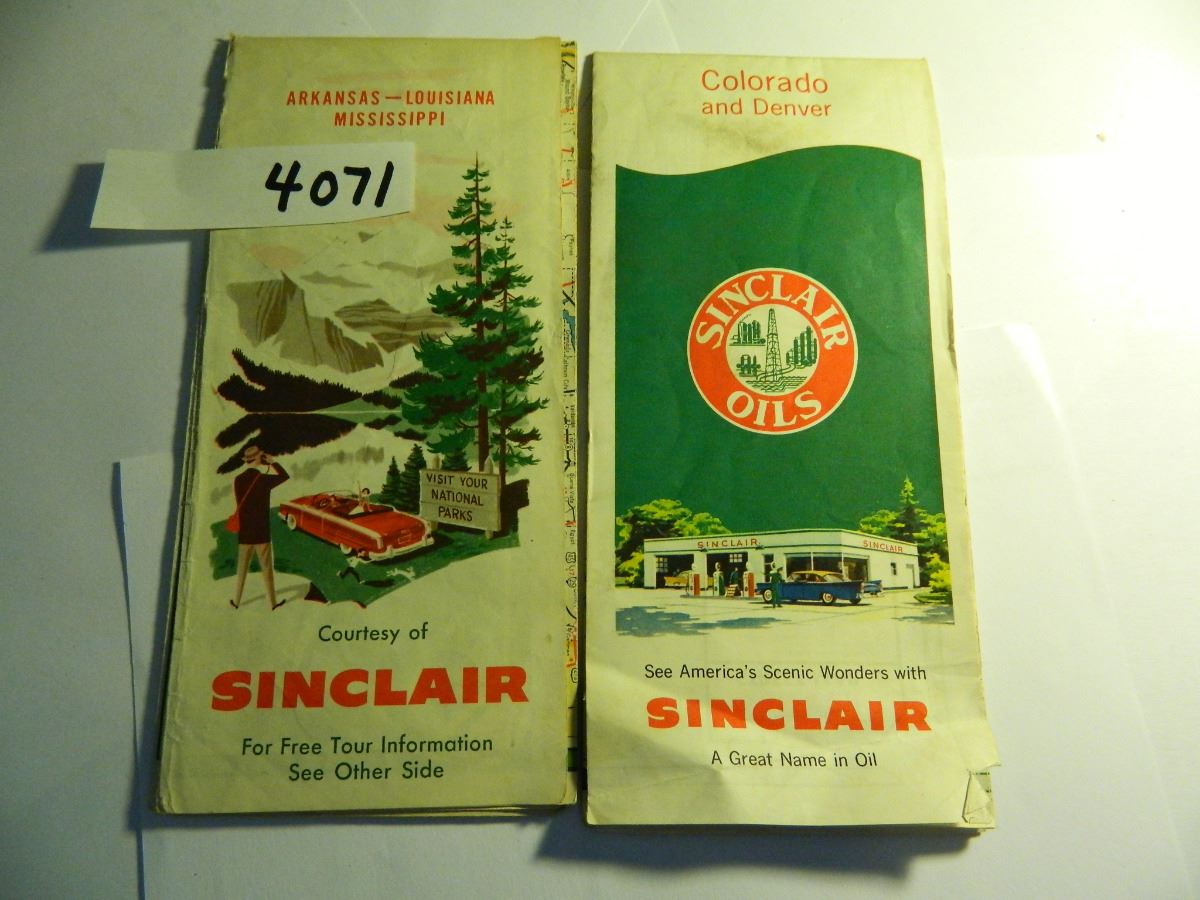 ARKANSAS—LOUISIANA
MISSISSIPPI
4071
VISIT YOUR
NATIONAL
PARKS
Courtesy of
SINCLAIR
For Free Tour Information
See Other Side
Colorado
and Denver
SINCLAIR
OILS
SINCLAIR
SINCLAIR
See America's Scenic Wonders with
SINCLAIR
A Great Name in Oil